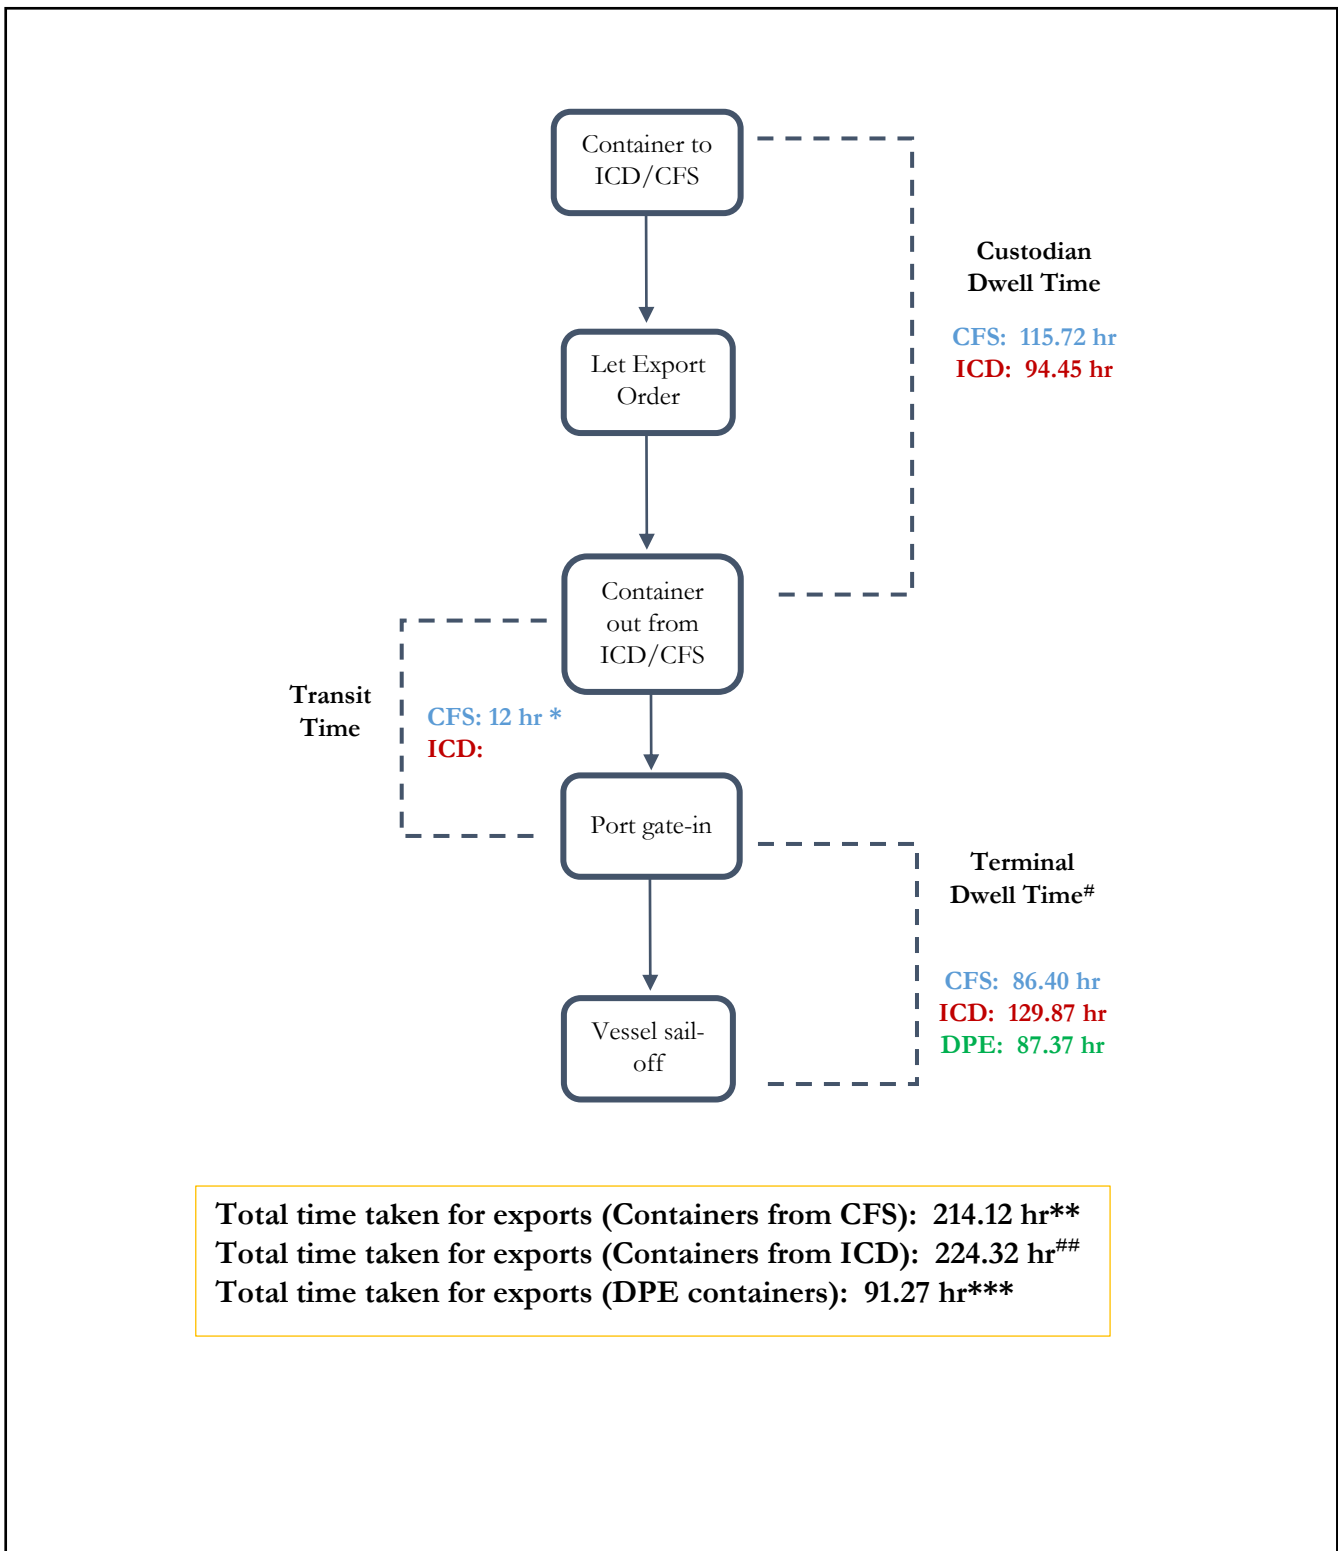 Container to
ICD/CFS
Custodian
Dwell Time
CFS: 115.72 hr
ICD: 94.45 hr
Let Export
Order
Container
out from
ICD/CFS
Transit
Time
CFS: 12 hr *
ICD:
Port gate-in
Terminal
Dwell Time#
CFS: 86.40 hr
ICD: 129.87 hr
DPE: 87.37 hr
Vessel sail-
off
Total time taken for exports (Containers from CFS): 214.12 hr**
Total time taken for exports (Containers from ICD): 224.32 hr##
Total time taken for exports (DPE containers): 91.27 hr***